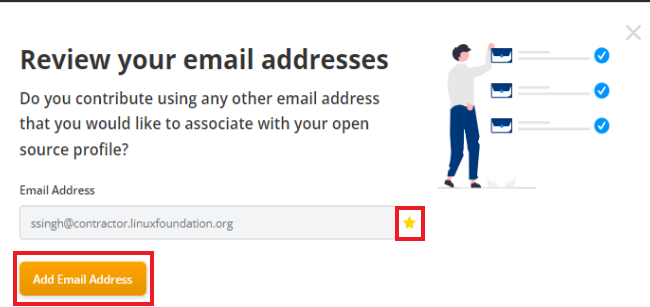 Review your email addresses
Do you contribute using any other email address
that you would like to associate with your open
source profile?
Email Address
ssingh@contractor.linuxfoundation.org
Add Email Address